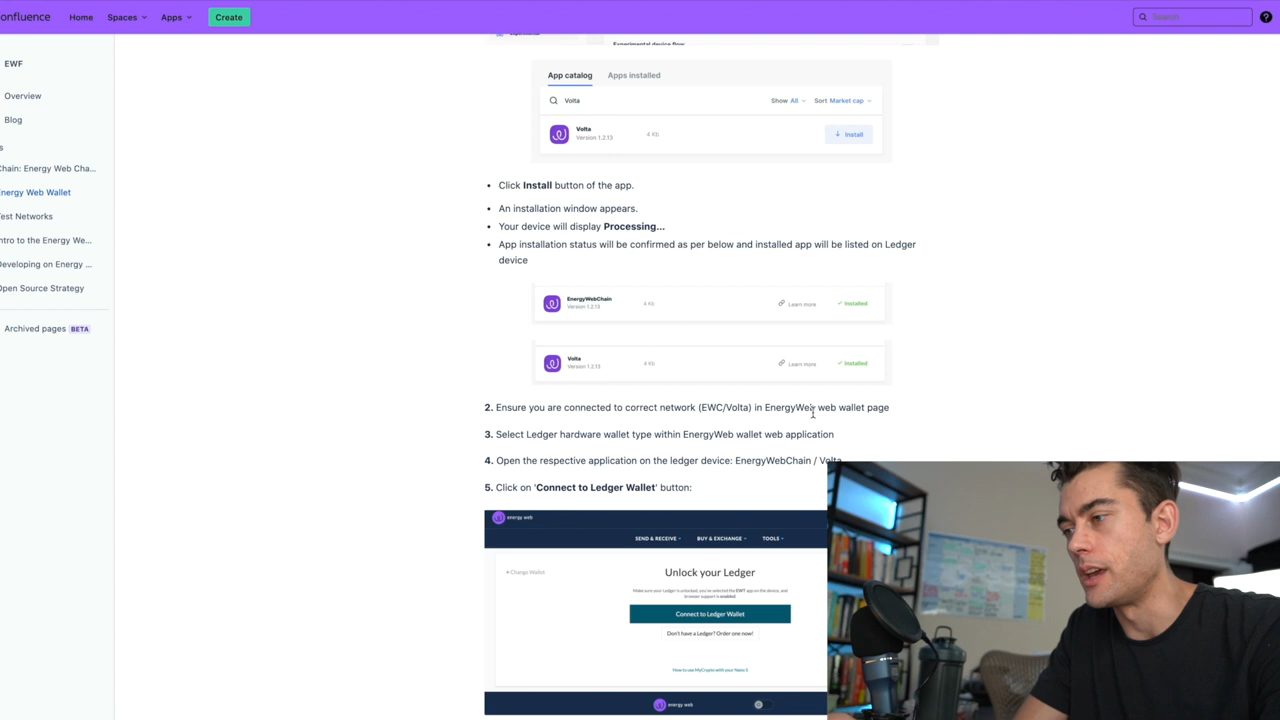 onfluence
Home
Spaces
Apps
Create
Search
?
EWF
Overview
Blog
s
Chain: Energy Web Cha...
nergy Web Wallet
est Networks
ntro to the Energy We...
Developing on Energy ...
Open Source Strategy
Archived pages BETA
Experimental device flow
App catalog Apps installed
Volta Show All Sort Market cap
Volta
Version 1.2.13
4 Kb
Install
• Click Install button of the app.
• An installation window appears.
• Your device will display Processing...
• App installation status will be confirmed as per below and installed app will be listed on Ledger
device
EnergyWebChain
Version 1.2.13
4 Kb
Learn more
Installed
Volta
Version 1.2.13
4 Kb
Learn more
Installed
2. Ensure you are connected to correct network (EWC/Volta) in EnergyWeb web wallet page
3. Select Ledger hardware wallet type within EnergyWeb wallet web application
4. Open the respective application on the ledger device: EnergyWebChain / Volta
5. Click on 'Connect to Ledger Wallet' button:
energy web
SEND & RECEIVE BUY & EXCHANGE TOOLS
Change Wallet
Unlock your Ledger
Make sure your Ledger is unlocked, you've selected the EWT app on the device, and
browser support is enabled.
Connect to Ledger Wallet
Don't have a Ledger? Order one now!
How to use MyCrypto with your Nano S
energy web